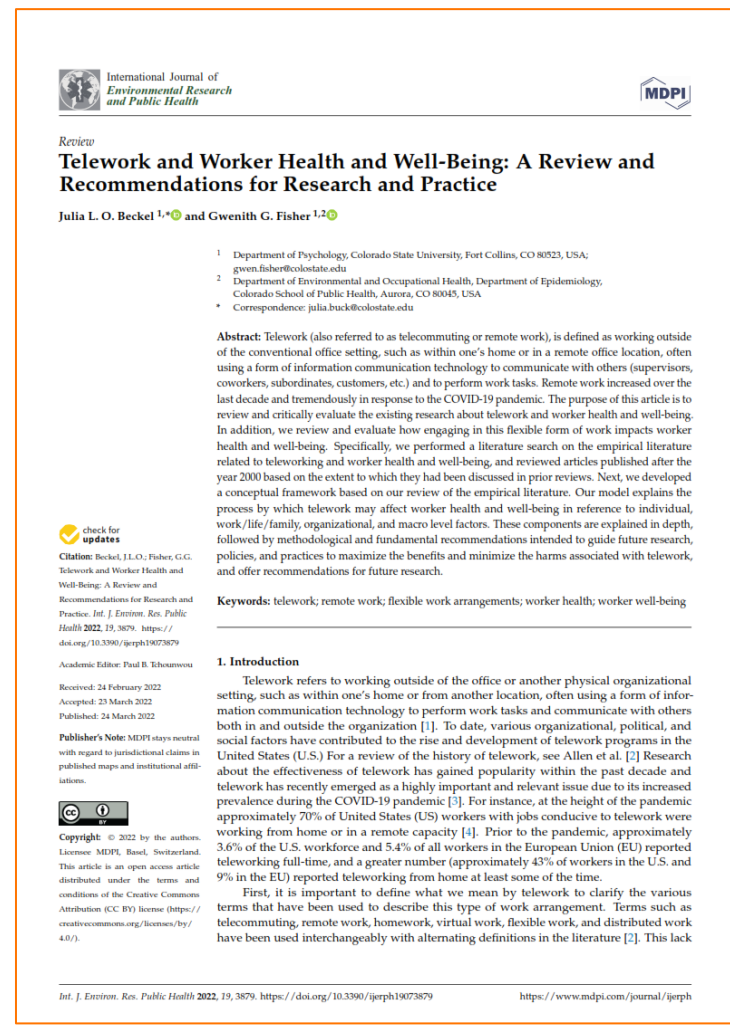 International Journal of
Environmental Research
and Public Health
MDPI
Review
Telework and Worker Health and Well-Being: A Review and
Recommendations for Research and Practice
Julia L. O. Beckel 1,* and Gwenith G. Fisher 1,2
1 Department of Psychology, Colorado State University, Fort Collins, CO 80523, USA;
gwen.fisher@colostate.edu
2 Department of Environmental and Occupational Health, Department of Epidemiology,
Colorado School of Public Health, Aurora, CO 80045, USA
* Correspondence: julia.buck@colostate.edu
Abstract: Telework (also referred to as telecommuting or remote work), is defined as working outside
of the conventional office setting, such as within one's home or in a remote office location, often
using a form of information communication technology to communicate with others (supervisors,
coworkers, subordinates, customers, etc.) and to perform work tasks. Remote work increased over the
last decade and tremendously in response to the COVID-19 pandemic. The purpose of this article is to
review and critically evaluate the existing research about telework and worker health and well-being.
In addition, we review and evaluate how engaging in this flexible form of work impacts worker
health and well-being. Specifically, we performed a literature search on the empirical literature
related to teleworking and worker health and well-being, and reviewed articles published after the
year 2000 based on the extent to which they had been discussed in prior reviews. Next, we developed
a conceptual framework based on our review of the empirical literature. Our model explains the
process by which telework may affect worker health and well-being in reference to individual,
work/life/family, organizational, and macro level factors. These components are explained in depth,
followed by methodological and fundamental recommendations intended to guide future research,
policies, and practices to maximize the benefits and minimize the harms associated with telework,
and offer recommendations for future research.
Keywords: telework; remote work; flexible work arrangements; worker health; worker well-being
check for
updates
Citation: Beckel, J.L.O.; Fisher, G.G.
Telework and Worker Health and
Well-Being: A Review and
Recommendations for Research and
Practice. Int. J. Environ. Res. Public
Health 2022, 19, 3879. https://
doi.org/10.3390/ijerph19073879
Academic Editor: Paul B. Tchounwou
Received: 24 February 2022
Accepted: 23 March 2022
Published: 24 March 2022
Publisher's Note: MDPI stays neutral
with regard to jurisdictional claims in
published maps and institutional affil-
iations.
cc BY
Copyright: © 2022 by the authors.
Licensee MDPI, Basel, Switzerland.
This article is an open access article
distributed under the terms and
conditions of the Creative Commons
Attribution (CC BY) license (https://
creativecommons.org/licenses/by/
4.0/).
1. Introduction
Telework refers to working outside of the office or another physical organizational
setting, such as within one's home or from another location, often using a form of infor-
mation communication technology to perform work tasks and communicate with others
both in and outside the organization [1]. To date, various organizational, political, and
social factors have contributed to the rise and development of telework programs in the
United States (U.S.) For a review of the history of telework, see Allen et al. [2] Research
about the effectiveness of telework has gained popularity within the past decade and
telework has recently emerged as a highly important and relevant issue due to its increased
prevalence during the COVID-19 pandemic [3]. For instance, at the height of the pandemic
approximately 70% of United States (US) workers with jobs conducive to telework were
working from home or in a remote capacity [4]. Prior to the pandemic, approximately
3.6% of the U.S. workforce and 5.4% of all workers in the European Union (EU) reported
teleworking full-time, and a greater number (approximately 43% of workers in the U.S. and
9% in the EU) reported teleworking from home at least some of the time.
First, it is important to define what we mean by telework to clarify the various
terms that have been used to describe this type of work arrangement. Terms such as
telecommuting, remote work, homework, virtual work, flexible work, and distributed work
have been used interchangeably with alternating definitions in the literature [2]. This lack
Int. J. Environ. Res. Public Health 2022, 19, 3879. https://doi.org/10.3390/ijerph19073879
https://www.mdpi.com/journal/ijerph